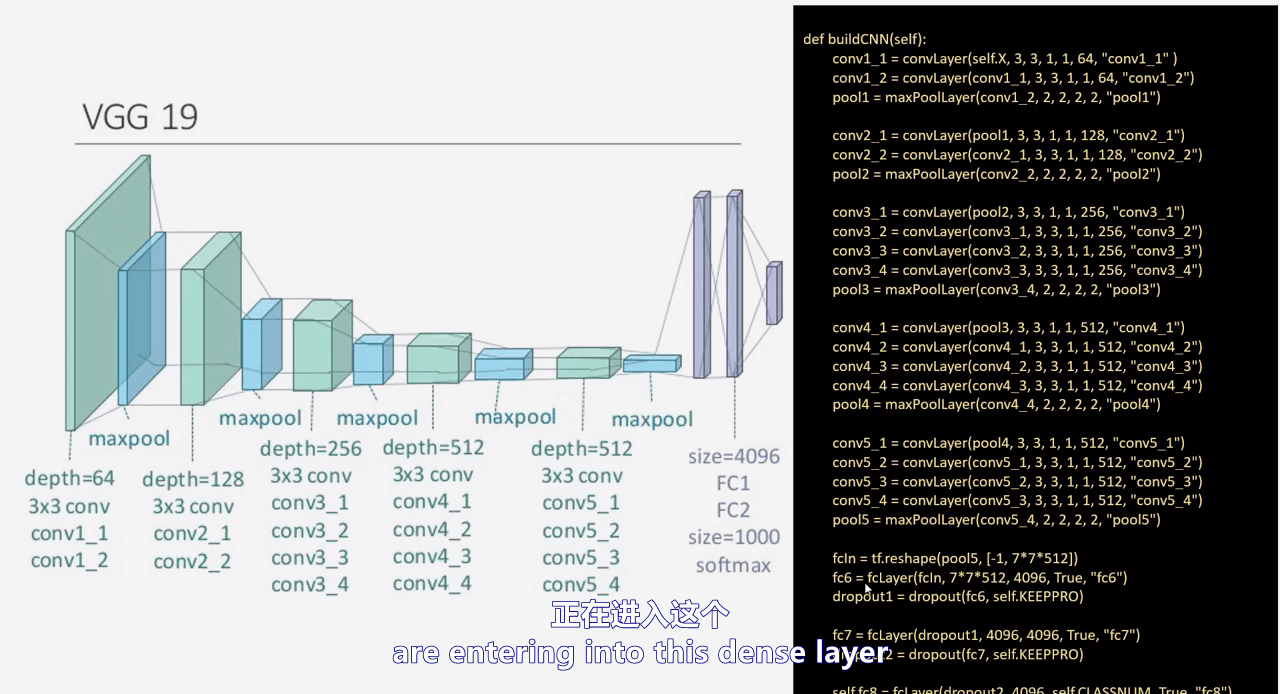 VGG 19
maxpool
maxpool
maxpool
maxpool
maxpool
depth=64
3x3 conv
conv1_1
conv1_2
depth=128
3x3 conv
conv2_1
conv2_2
depth=256
3x3 conv
conv3_1
conv3_2
conv3_3
conv3_4
depth=512
3x3 conv
conv4_1
conv4_2
conv4_3
conv4_4
depth=512
3x3 conv
conv5_1
conv5_2
conv5_3
conv5_4
size=4096
FC1
FC2
size=1000
softmax
def buildCNN(self):
conv1_1 = convLayer(self.X, 3, 3, 1, 1, 64, "conv1_1" )
conv1_2 = convLayer(conv1_1, 3, 3, 1, 1, 64, "conv1_2")
pool1 = maxPoolLayer(conv1_2, 2, 2, 2, 2, "pool1")
conv2_1 = convLayer(pool1, 3, 3, 1, 1, 128, "conv2_1")
conv2_2 = convLayer(conv2_1, 3, 3, 1, 1, 128, "conv2_2")
pool2 = maxPoolLayer(conv2_2, 2, 2, 2, 2, "pool2")
conv3_1 = convLayer(pool2, 3, 3, 1, 1, 256, "conv3_1")
conv3_2 = convLayer(conv3_1, 3, 3, 1, 1, 256, "conv3_2")
conv3_3 = convLayer(conv3_2, 3, 3, 1, 1, 256, "conv3_3")
conv3_4 = convLayer(conv3_3, 3, 3, 1, 1, 256, "conv3_4")
pool3 = maxPoolLayer(conv3_4, 2, 2, 2, 2, "pool3")
conv4_1 = convLayer(pool3, 3, 3, 1, 1, 512, "conv4_1")
conv4_2 = convLayer(conv4_1, 3, 3, 1, 1, 512, "conv4_2")
conv4_3 = convLayer(conv4_2, 3, 3, 1, 1, 512, "conv4_3")
conv4_4 = convLayer(conv4_3, 3, 3, 1, 1, 512, "conv4_4")
pool4 = maxPoolLayer(conv4_4, 2, 2, 2, 2, "pool4")
conv5_1 = convLayer(pool4, 3, 3, 1, 1, 512, "conv5_1")
conv5_2 = convLayer(conv5_1, 3, 3, 1, 1, 512, "conv5_2")
conv5_3 = convLayer(conv5_2, 3, 3, 1, 1, 512, "conv5_3")
conv5_4 = convLayer(conv5_3, 3, 3, 1, 1, 512, "conv5_4")
pool5 = maxPoolLayer(conv5_4, 2, 2, 2, 2, "pool5")
fcIn = tf.reshape(pool5, [-1, 7*7*512])
fc6 = fcLayer(fcIn, 7*7*512, 4096, True, "fc6")
dropout1 = dropout(fc6, self.KEEPPRO)
fc7 = fcLayer(dropout1, 4096, 4096, True, "fc7")
= dropout(fc7, self.KEEPPRO)
self.fc8 = fcLayer(dropout2, 4096, self.CLASSNUM, True, "fc8")
正在进入这个
are entering into this dense layer